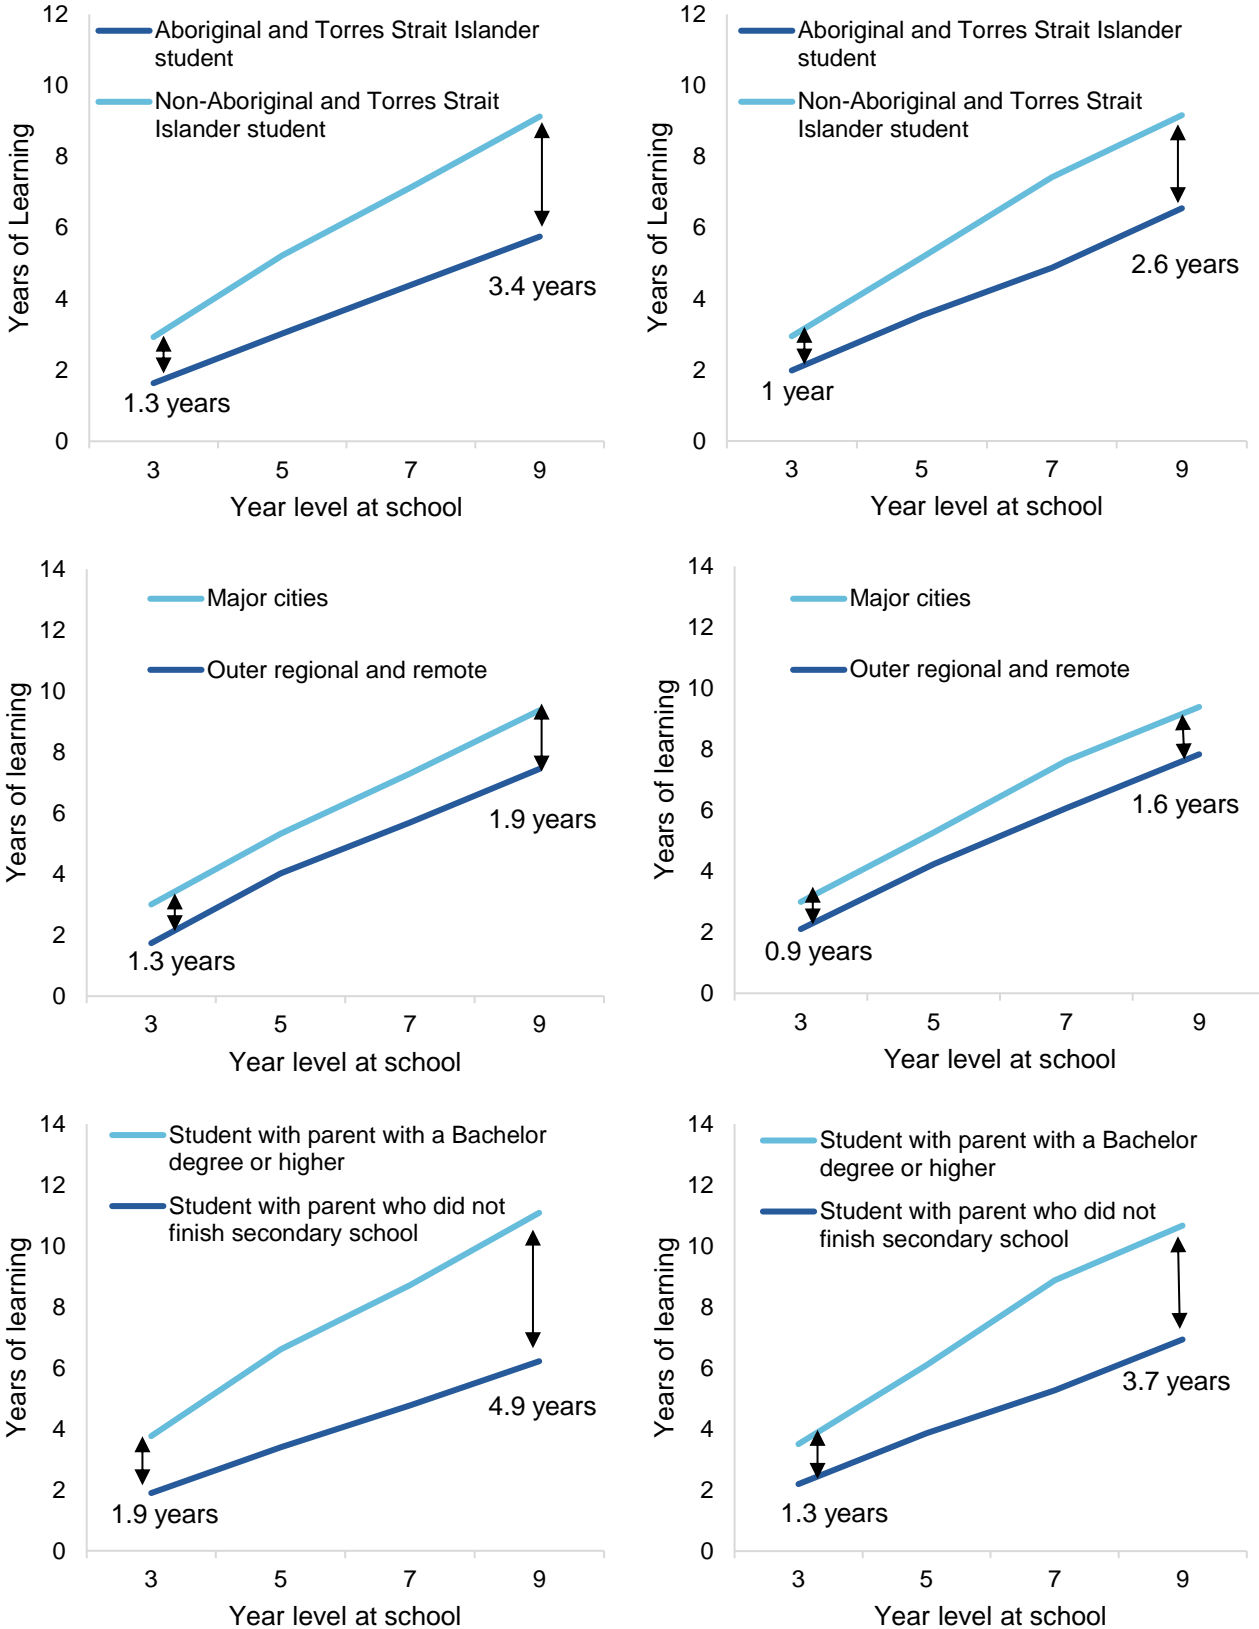 12
10
8
6
4
2
0
Years of Learning
Aboriginal and Torres Strait Islander
student
Non-Aboriginal and Torres Strait
Islander student
3.4 years
1.3 years
3 5 7 9
Year level at school
12
10
8
6
4
2
0
Years of Learning
Aboriginal and Torres Strait Islander
student
Non-Aboriginal and Torres Strait
Islander student
2.6 years
1 year
3 5 7 9
Year level at school
14
12
10
8
6
4
2
0
Years of learning
Major cities
Outer regional and remote
1.9 years
1.3 years
3 5 7 9
Year level at school
14
12
10
8
6
4
2
0
Years of learning
Major cities
Outer regional and remote
1.6 years
0.9 years
3 5 7 9
Year level at school
14
12
10
8
6
4
2
0
Years of learning
Student with parent with a Bachelor
degree or higher
Student with parent who did not
finish secondary school
4.9 years
1.9 years
3 5 7 9
Year level at school
14
12
10
8
6
4
2
0
Years of learning
Student with parent with a Bachelor
degree or higher
Student with parent who did not
finish secondary school
3.7 years
1.3 years
3 5 7 9
Year level at school